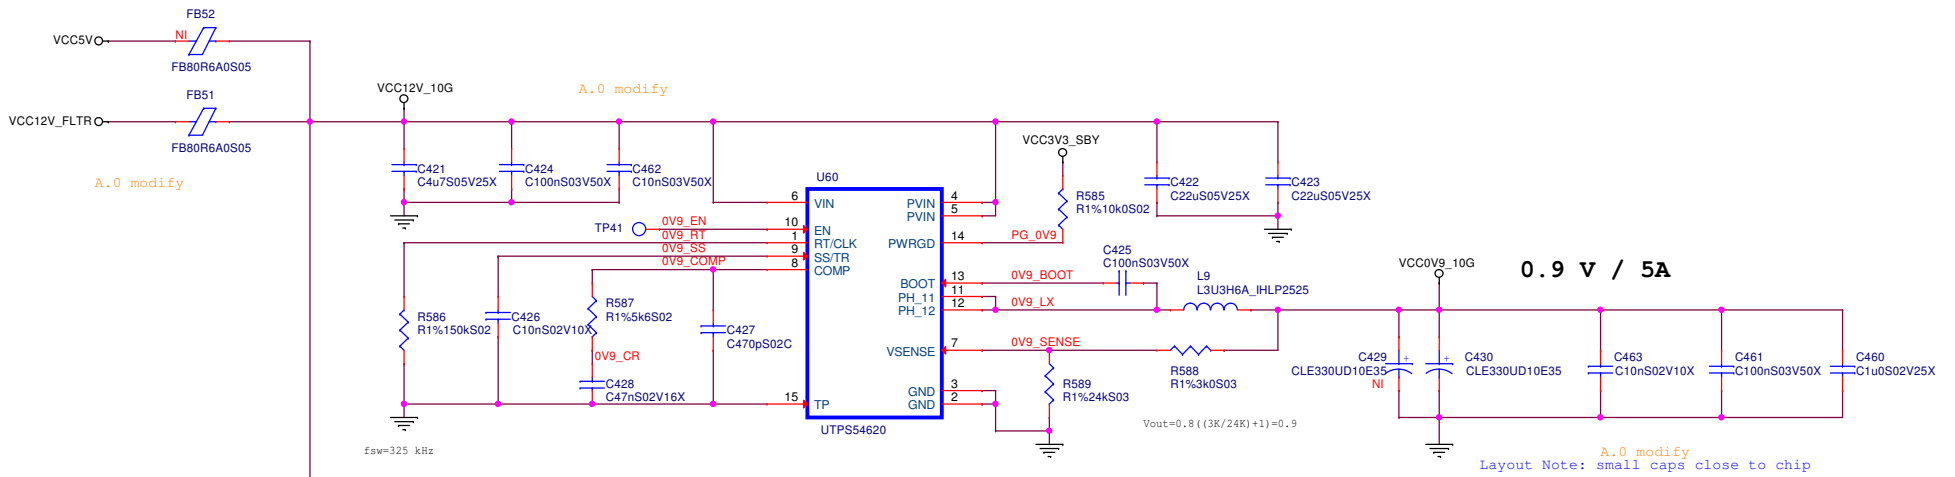 FB52
VCC5V
NI
FB80R6A0S05
FB51
VCC12V_FLTR
FB80R6A0S05
A.0 modify
VCC12V_10G
A.0 modify
C421
C4u7S05V25X
C424
C100nS03V50X
C462
C10nS03V50X
VCC3V3_SBY
R585
R1%10k0S02
C422
C22uS05V25X
C423
C22uS05V25X
U60
6
VIN
PVIN
4
PVIN
5
TP41
0V9_EN
10
EN
0V9_RT
1
RT/CLK
PWRGD
14
PG_0V9
0V9_SS
9
SS/TR
0V9_COMP
8
COMP
C425
C100nS03V50X
BOOT
13
0V9_BOOT
PH_11
11
PH_12
12
0V9_LX
L9
L3U3H6A_IHLP2525
VCC0V9_10G
0.9 V / 5A
R586
R1%150kS02
C426
C10nS02V10X
R587
R1%5k6S02
C427
C470pS02C
0V9_CR
C428
C47nS02V16X
VSENSE
7
0V9_SENSE
R588
R1%3k0S03
R589
R1%24kS03
GND
3
GND
2
15
TP
UTPS54620
C429
CLE330UD10E35
NI
+
C430
CLE330UD10E35
+
C463
C10nS02V10X
C461
C100nS03V50X
C460
C1u0S02V25X
fsw=325 kHz
Vout=0.8((3K/24K)+1)=0.9
A.0 modify
Layout Note: small caps close to chip